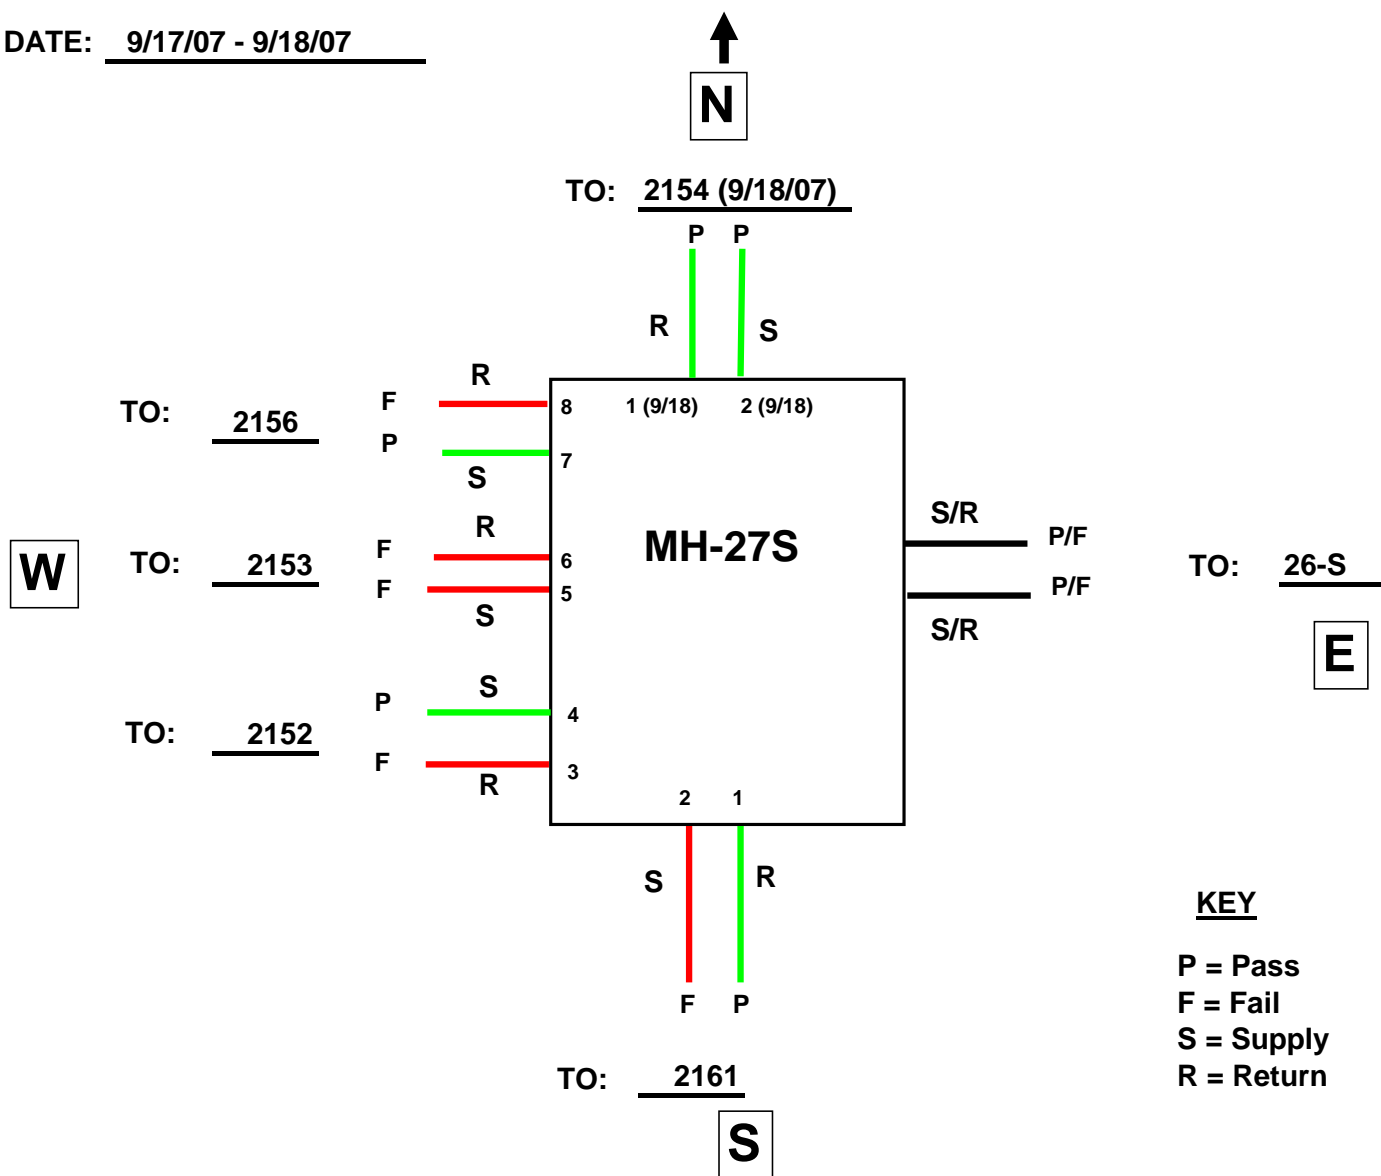 DATE: 9/17/07 - 9/18/07
N
TO: 2154 (9/18/07)
P P
R S
R
F 8 1 (9/18) 2 (9/18)
TO: 2156
P 7
S
S/R
R MH-27S P/F
F 6
W TO: 2153 TO: 26-S
F 5 P/F
S S/R
E
S
P 4
TO: 2152
F 3
R
2 1
S R
KEY
P = Pass
F P F = Fail
S = Supply
TO: 2161 R = Return
S